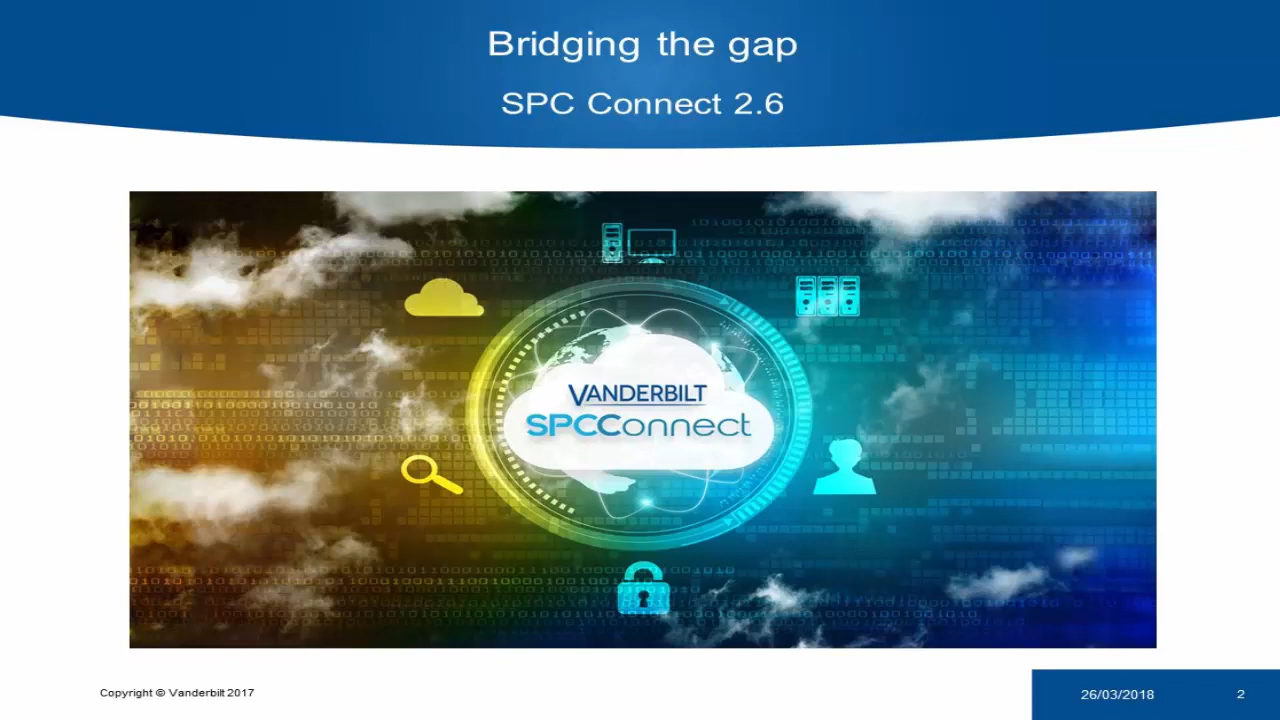 Bridging the gap
SPC Connect 2.6
VANDERBILT
SPCConnect
Copyright © Vanderbilt 2017
26/03/2018
2